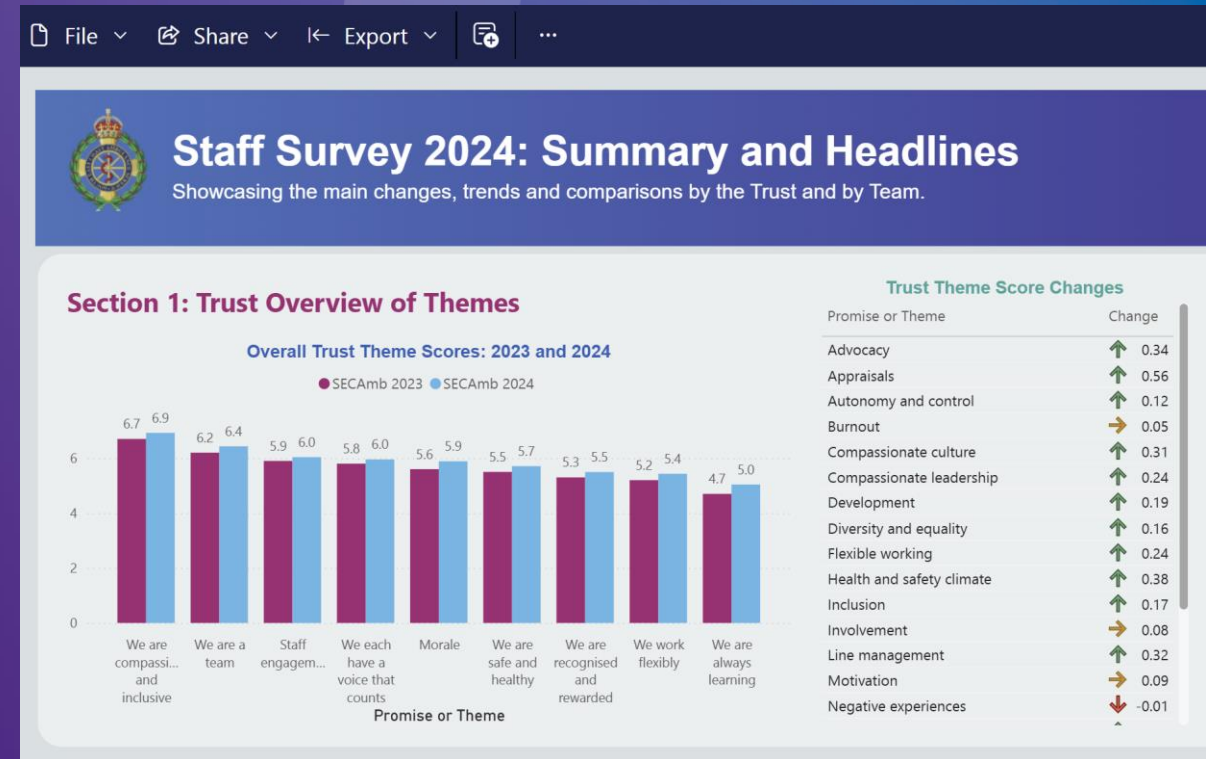 File Share Export ...
Staff Survey 2024: Summary and Headlines
Showcasing the main changes, trends and comparisons by the Trust and by Team.
Section 1: Trust Overview of Themes
Overall Trust Theme Scores: 2023 and 2024
SECAmb 2023 SECAmb 2024
6.7 6.9 6.2 6.4 5.9 6.0 5.8 6.0 5.6 5.9 5.5 5.7 5.3 5.5 5.2 5.4 4.7 5.0
6
4
2
0
We are compassi... and inclusive
We are a team
Staff engagem...
We each have a voice that counts
Morale
We are safe and healthy
We are recognised and rewarded
We work flexibly
We are always learning
Promise or Theme
Trust Theme Score Changes
Promise or Theme Change
Advocacy 0.34
Appraisals 0.56
Autonomy and control 0.12
Burnout 0.05
Compassionate culture 0.31
Compassionate leadership 0.24
Development 0.19
Diversity and equality 0.16
Flexible working 0.24
Health and safety climate 0.38
Inclusion 0.17
Involvement 0.08
Line management 0.32
Motivation 0.09
Negative experiences -0.01